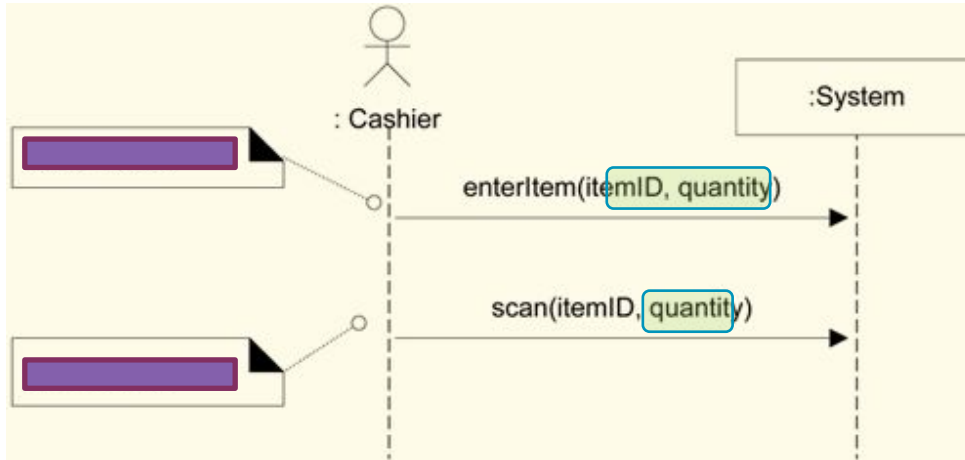 : Cashier
:System
enterItem(itemID, quantity)
scan(itemID, quantity)